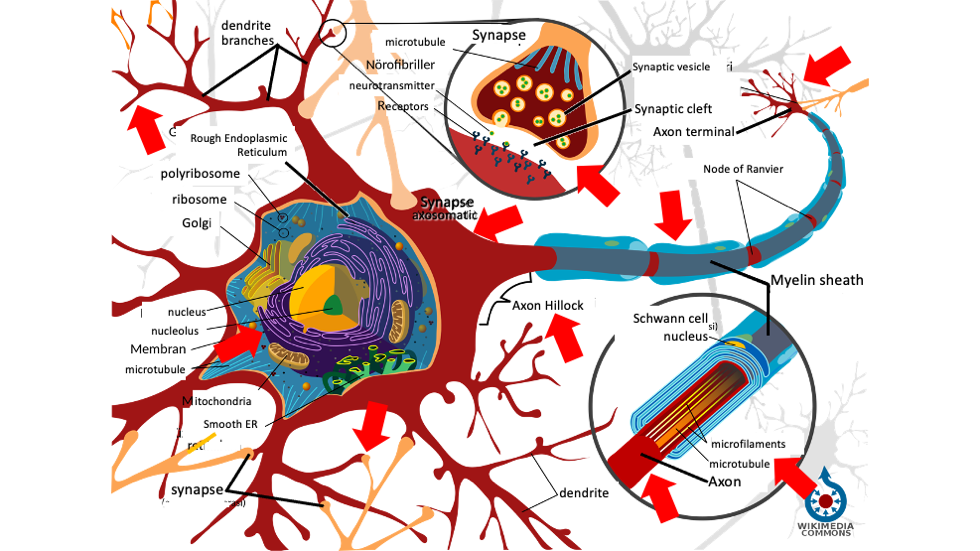 dendrite
branches
microtubule
Nörofibriller
neurotransmitter
Receptors
Synapse
Synaptic vesicle
Synaptic cleft
Axon terminal
Node of Ranvier
Rough Endoplasmic
Reticulum
polyribosome
ribosome
Golgi
Synapse
axosomatic
nucleus
nucleolus
Membran
microtubule
Mitochondria
Smooth ER
synapse
Axon Hillock
Myelin sheath
Schwann cell
nucleus
microfilaments
microtubule
Axon
dendrite
WIKIMEDIA
COMMONS